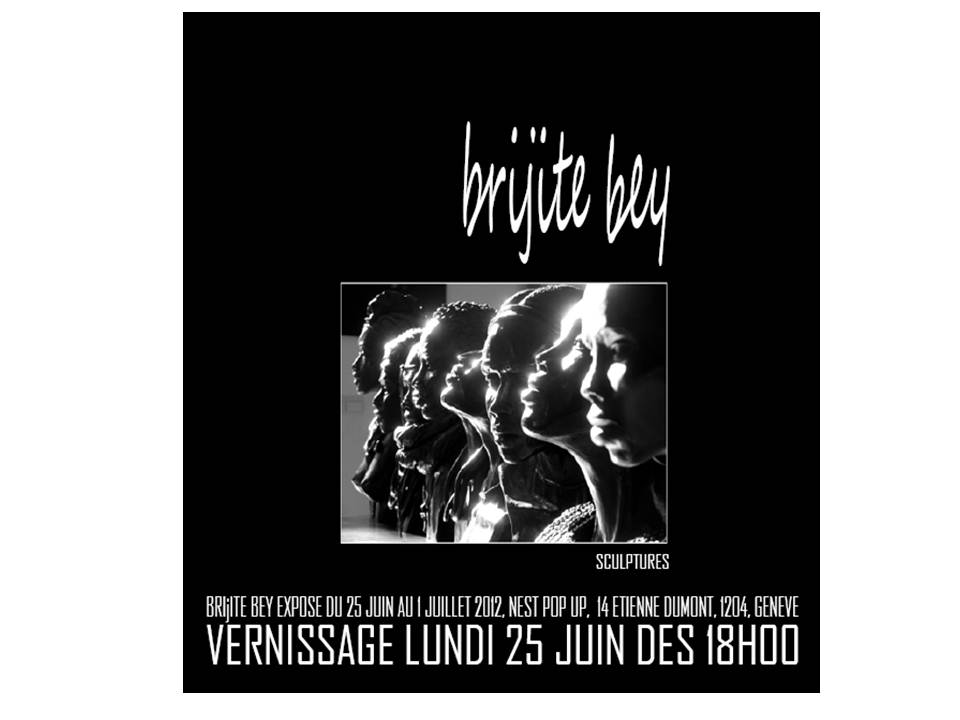 brijïte bey
SCULPTURES
BRIjITE BEY EXPOSE DU 25 JUIN AU 1 JUILLET 2012, NEST POP UP, 14 ETIENNE DUMONT, 1204, GENEVE
VERNISSAGE LUNDI 25 JUIN DES 18H00